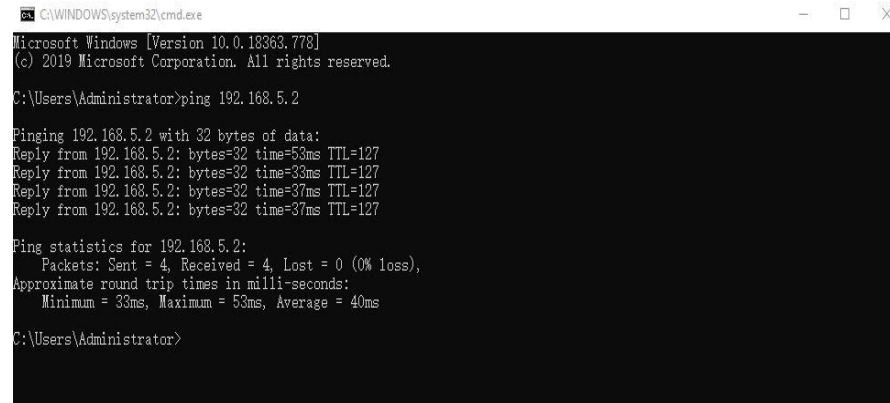 C:\WINDOWS\system32\cmd.exe
Microsoft Windows [Version 10.0.18363.778]
(c) 2019 Microsoft Corporation. All rights reserved.
C:\Users\Administrator>ping 192.168.5.2
Pinging 192.168.5.2 with 32 bytes of data:
Reply from 192.168.5.2: bytes=32 time=53ms TTL=127
Reply from 192.168.5.2: bytes=32 time=33ms TTL=127
Reply from 192.168.5.2: bytes=32 time=37ms TTL=127
Reply from 192.168.5.2: bytes=32 time=37ms TTL=127
Ping statistics for 192.168.5.2:
    Packets: Sent = 4, Received = 4, Lost = 0 (0% loss),
Approximate round trip times in milli-seconds:
    Minimum = 33ms, Maximum = 53ms, Average = 40ms
C:\Users\Administrator>